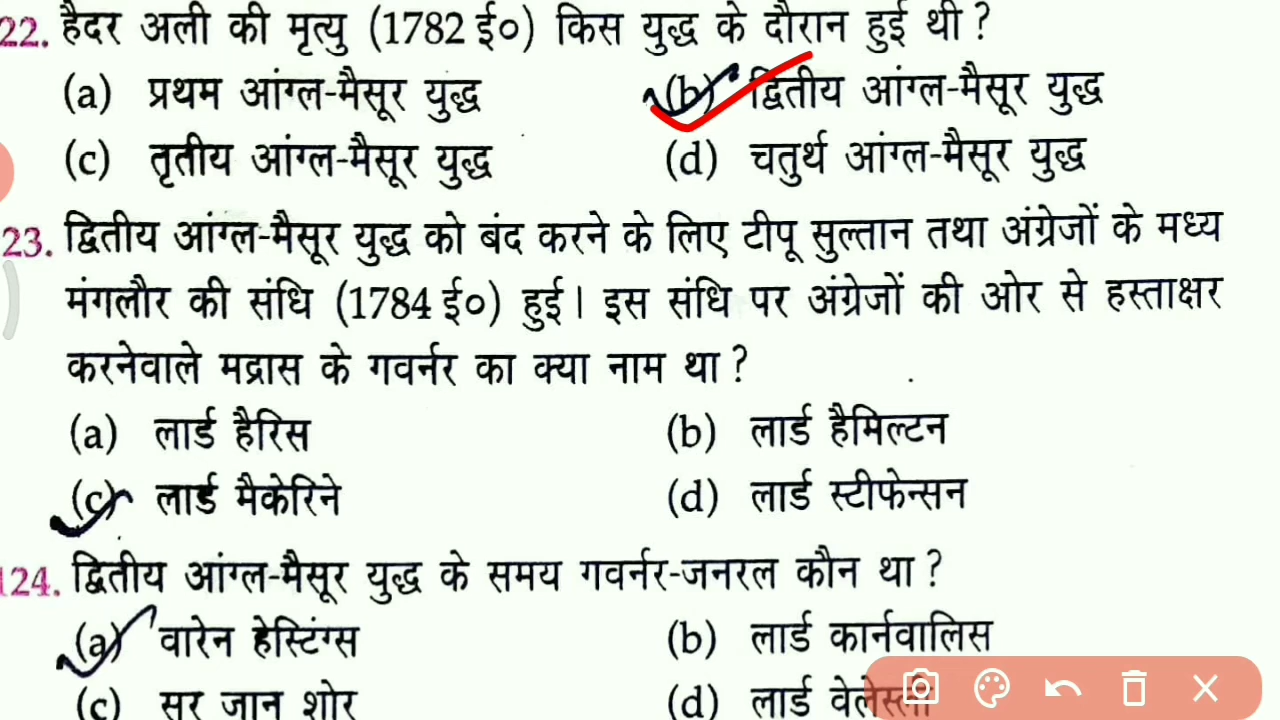 22. हैदर अली की मृत्यु (1782 ई०) किस युद्ध के दौरान हुई थी ?
(a) प्रथम आंग्ल-मैसूर युद्ध (b) द्वितीय आंग्ल-मैसूर युद्ध
(c) तृतीय आंग्ल-मैसूर युद्ध (d) चतुर्थ आंग्ल-मैसूर युद्ध
23. द्वितीय आंग्ल-मैसूर युद्ध को बंद करने के लिए टीपू सुल्तान तथा अंग्रेजों के मध्य
मंगलौर की संधि (1784 ई०) हुई। इस संधि पर अंग्रेजों की ओर से हस्ताक्षर
करनेवाले मद्रास के गवर्नर का क्या नाम था ?
(a) लार्ड हैरिस (b) लार्ड हैमिल्टन
(c) लार्ड मैकेरिने (d) लार्ड स्टीफेन्सन
124. द्वितीय आंग्ल-मैसूर युद्ध के समय गवर्नर-जनरल कौन था ?
(a) वारेन हेस्टिंग्स (b) लार्ड कार्नवालिस
(c) सर जान शोर (d) लार्ड वेलेस्ली